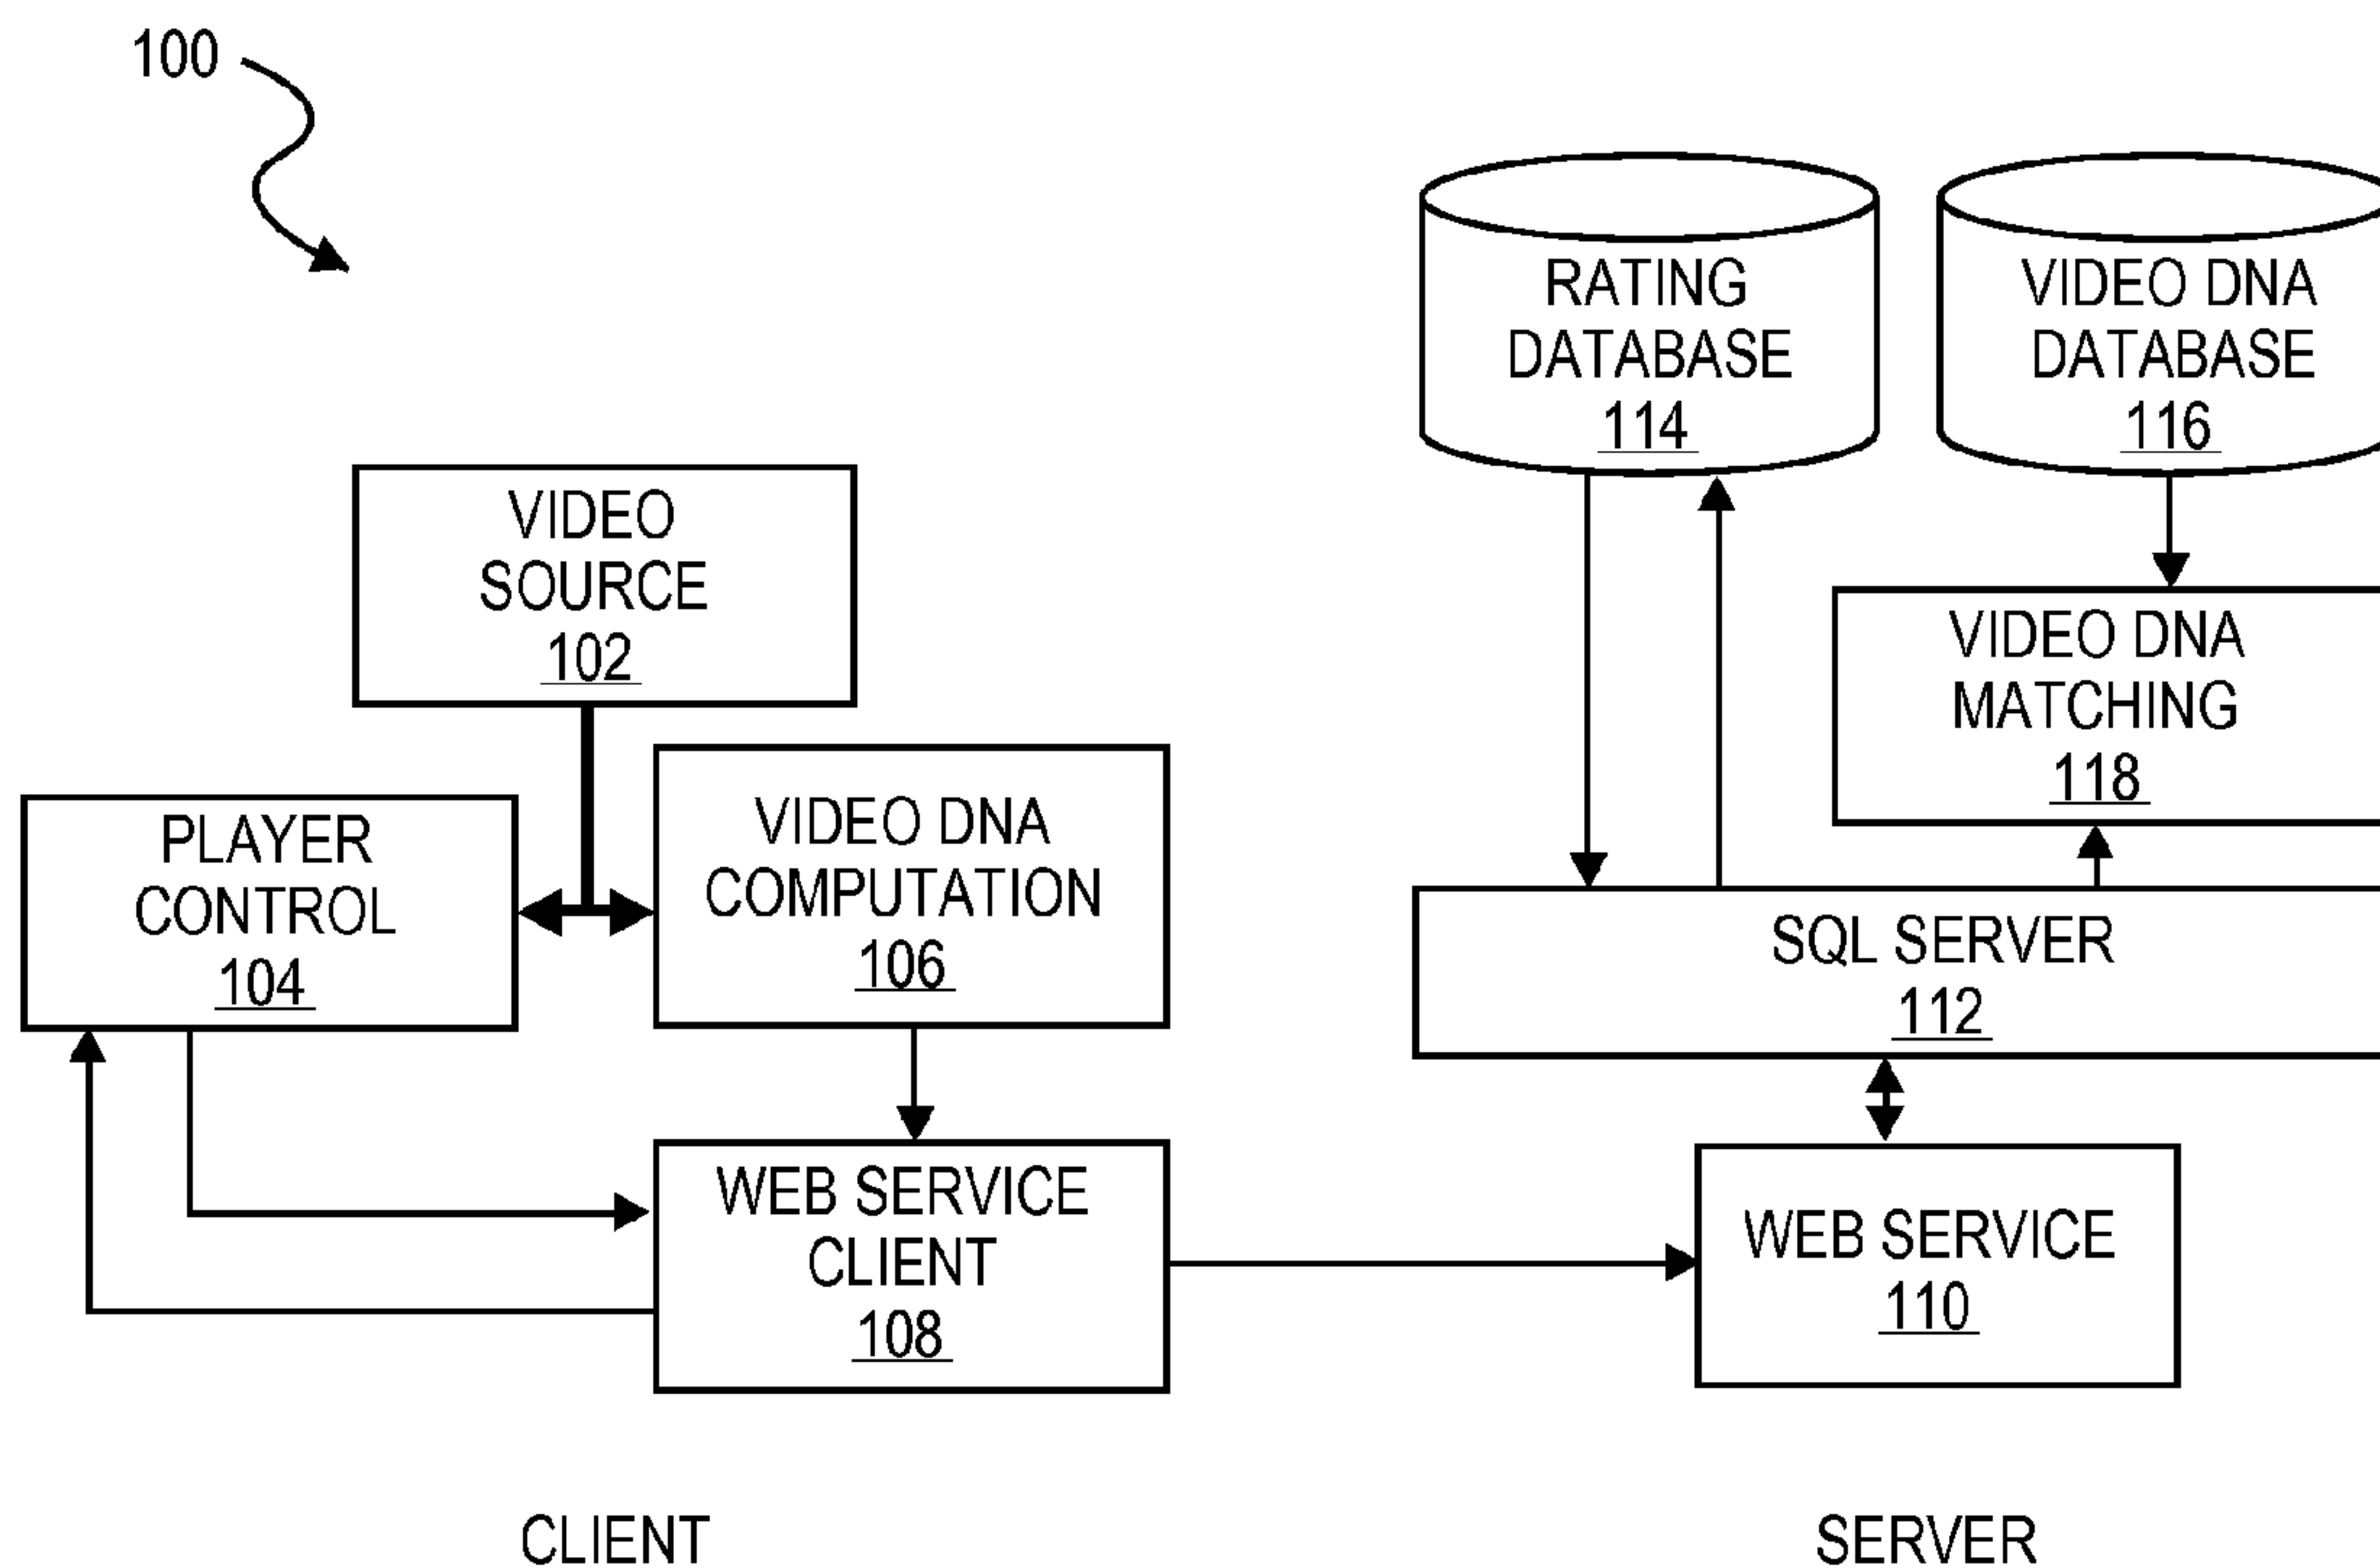 100
RATING
DATABASE
114
VIDEO DNA
DATABASE
116
VIDEO
SOURCE
102
VIDEO DNA
MATCHING
118
PLAYER
CONTROL
104
VIDEO DNA
COMPUTATION
106
SQL SERVER
112
WEB SERVICE
CLIENT
108
WEB SERVICE
110
CLIENT
SERVER